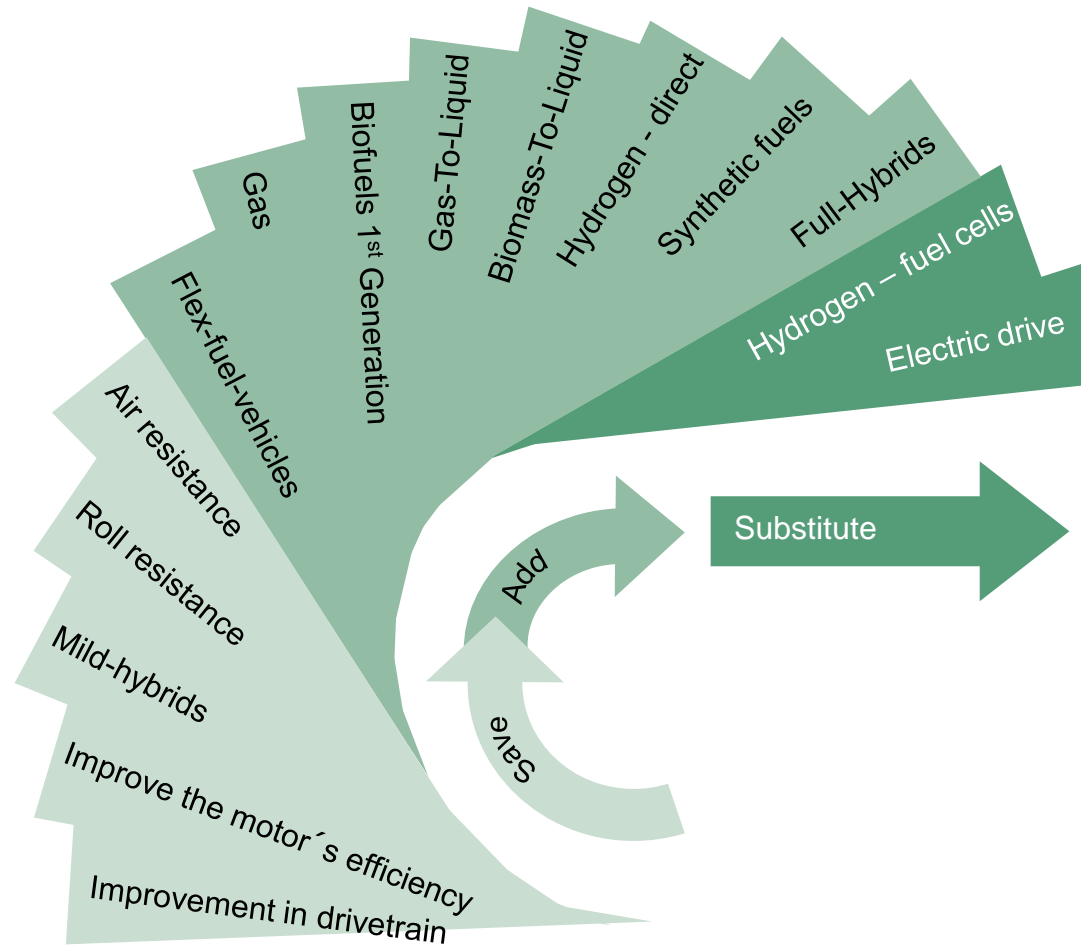 Improvement in drivetrain
Improve the motor´s efficiency
Mild-hybrids
Roll resistance
Air resistance
Flex-fuel-vehicles
Gas
Biofuels 1st Generation
Gas-To-Liquid
Biomass-To-Liquid
Hydrogen - direct
Synthetic fuels
Full-Hybrids
Hydrogen – fuel cells
Electric drive
Save
Add
Substitute